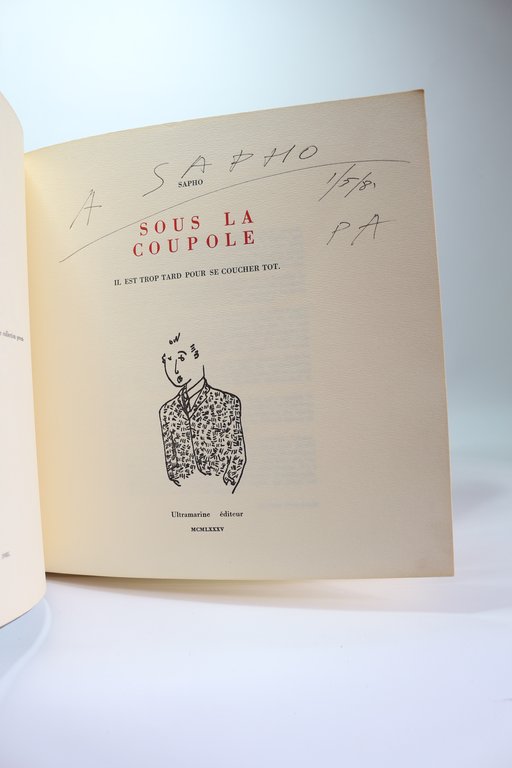 A SAPHO
SAPHO
1/5/8
PA
SOUS LA
COUPOLE
IL EST TROP TARD POUR SE COUCHER TOT.
Ultramarine éditeur
MCMLXXXV